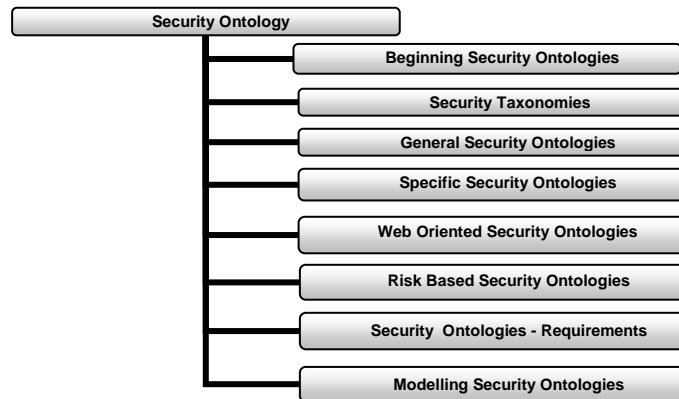 Security Ontology
Beginning Security Ontologies
Security Taxonomies
General Security Ontologies
Specific Security Ontologies
Web Oriented Security Ontologies
Risk Based Security Ontologies
Security  Ontologies - Requirements
Modelling Security Ontologies